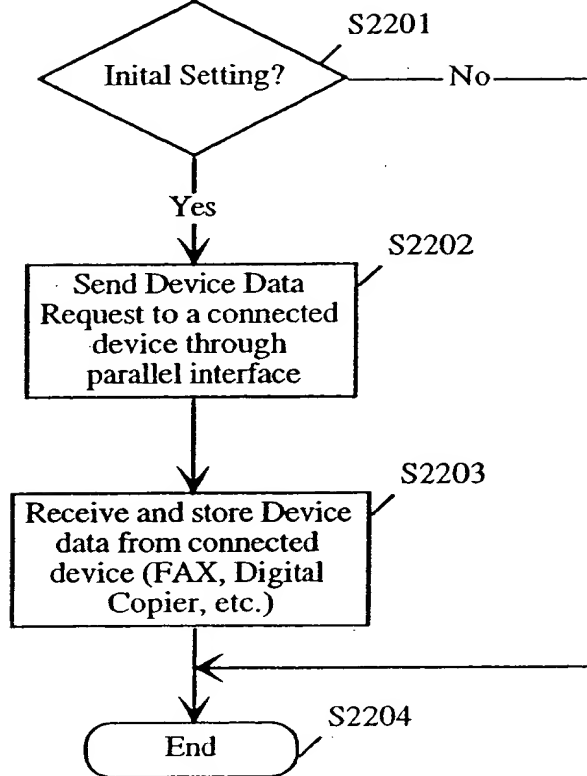 S2201
Inital Setting?
No
Yes
S2202
Send Device Data
Request to a connected
device through
parallel interface
S2203
Receive and store Device
data from connected
device (FAX, Digital
Copier, etc.)
S2204
End